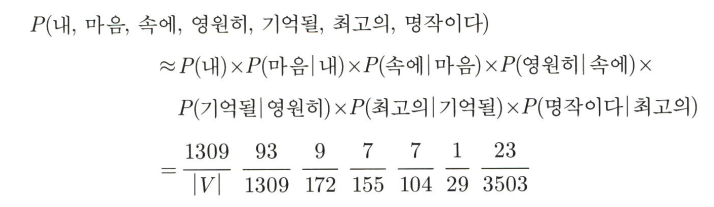 P(내, 마음, 속에, 영원히, 기억될, 최고의, 명작이다)
≈P(내)×P(마음|내)×P(속에|마음)×P(영원히|속에)×
P(기억될|영원히)×P(최고의|기억될)×P(명작이다|최고의)
= 1309/|V| 93/1309 9/172 7/155 7/104 1/29 23/3503